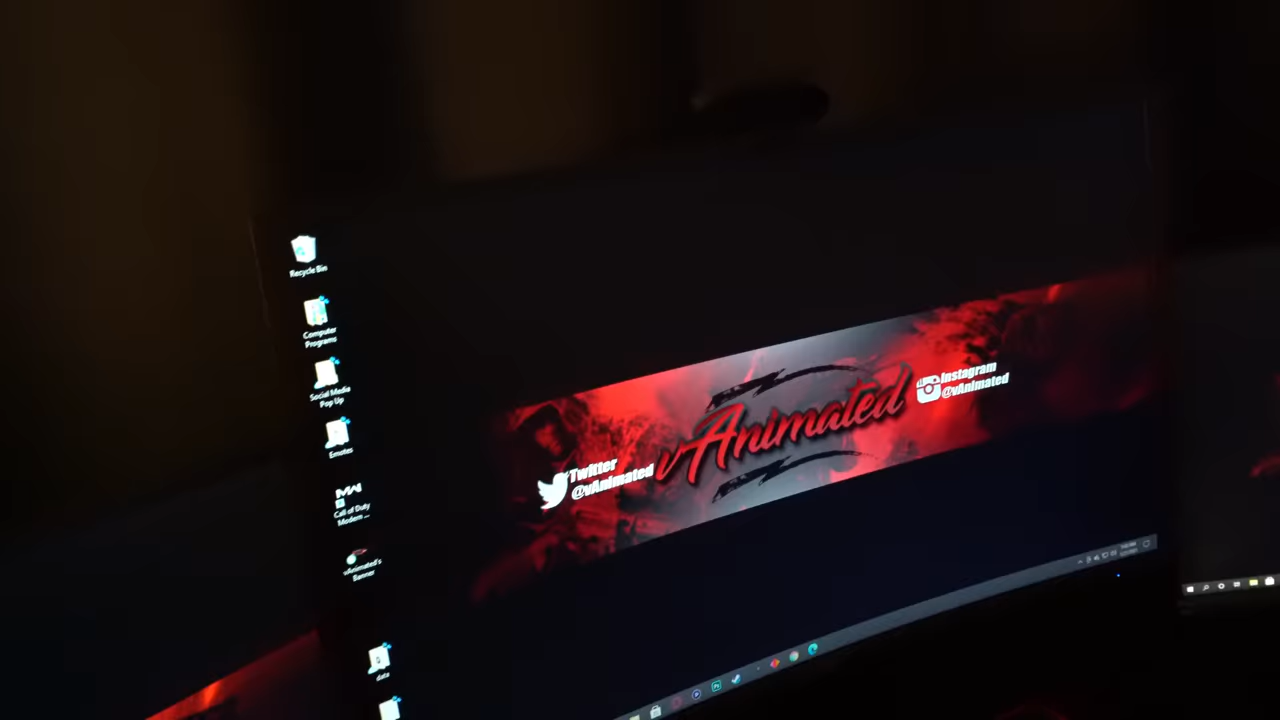 Recycle Bin
Computer
Programs
Social Media
Pop Up
Emotes
MW
Call of Duty
Modern ...
vAnimated's
Banner
data
Twitter
@vAnimated
vAnimated
Instagram
@vAnimated